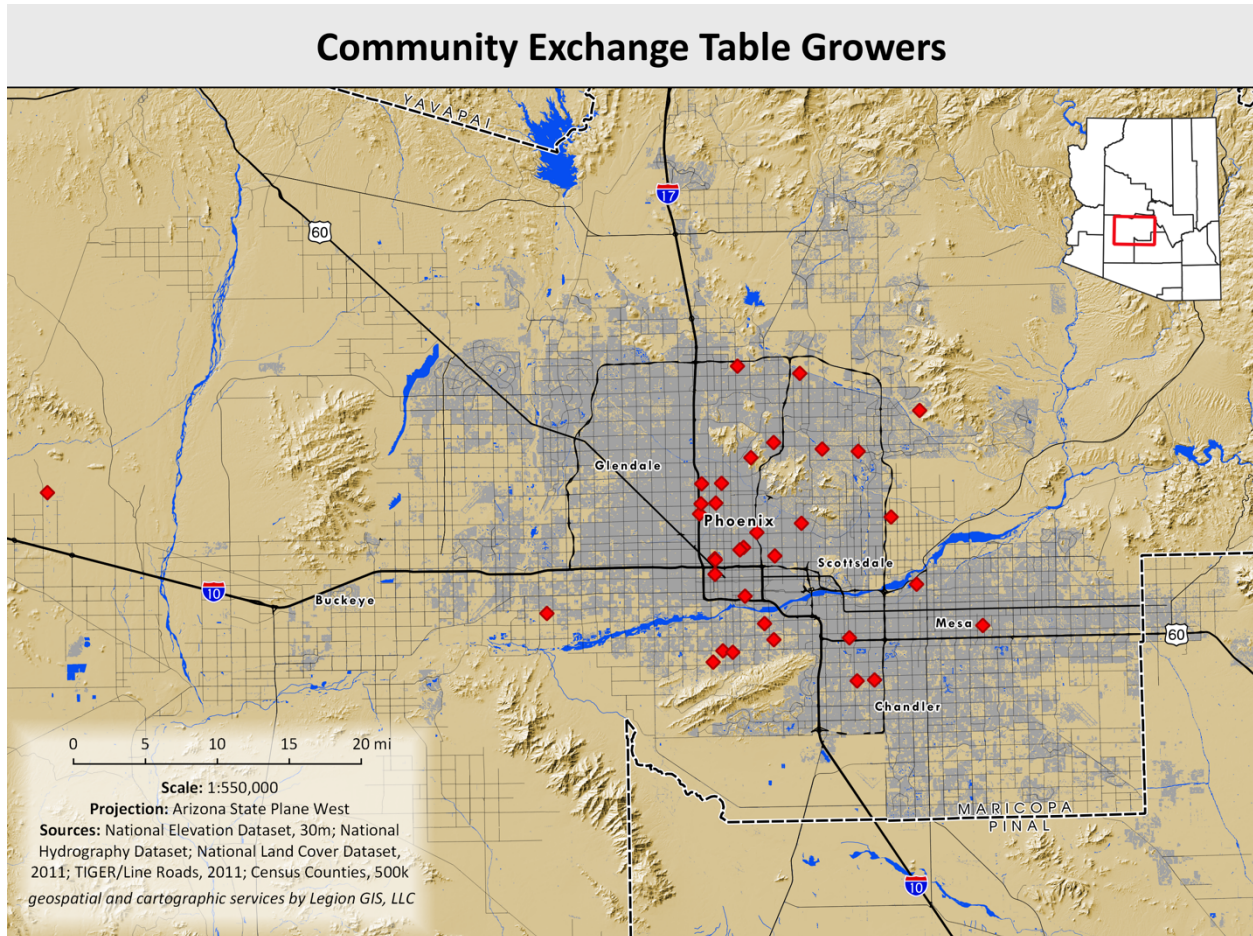 Community Exchange Table Growers
YAVAPAI
17
60
Glendale
Phoenix
Scottsdale
10
Buckeye
Mesa
60
Chandler
MARICOPA
PINAL
10
0 5 10 15 20 mi
Scale: 1:550,000
Projection: Arizona State Plane West
Sources: National Elevation Dataset, 30m; National
Hydrography Dataset; National Land Cover Dataset,
2011; TIGER/Line Roads, 2011; Census Counties, 500k
geospatial and cartographic services by Legion GIS, LLC